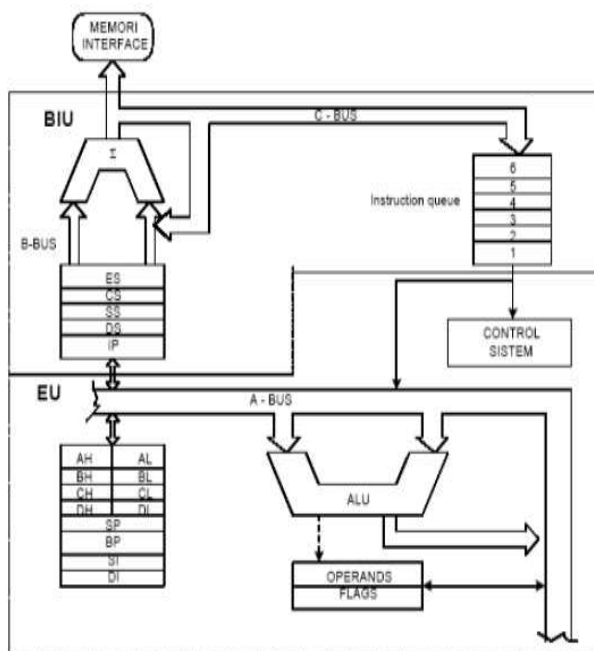 MEMORI
INTERFACE
BIU
C - BUS
Σ
6
5
4
3
2
1
Instruction queue
B-BUS
ES
CS
SS
DS
IP
CONTROL
SISTEM
EU
A - BUS
AH AL
BH BL
CH CL
DH DL
SP
BP
SI
DI
ALU
OPERANDS
FLAGS